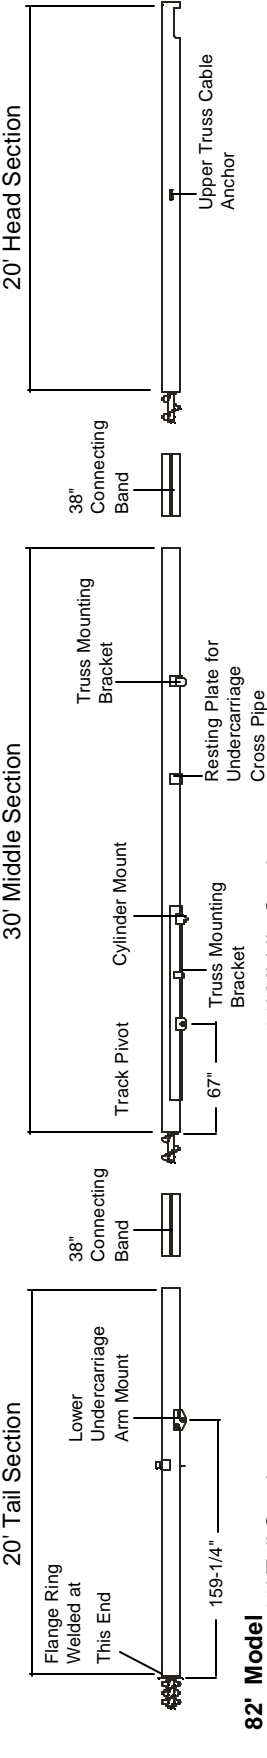 20' Tail Section
Flange Ring
Welded at
This End
Lower
Undercarriage
Arm Mount
159-1/4"
82' Model
38"
Connecting
Band
30' Middle Section
Track Pivot
Cylinder Mount
Truss Mounting
Bracket
67"
Truss Mounting
Bracket
Resting Plate for
Undercarriage
Cross Pipe
38"
Connecting
Band
20' Head Section
Upper Truss Cable
Anchor